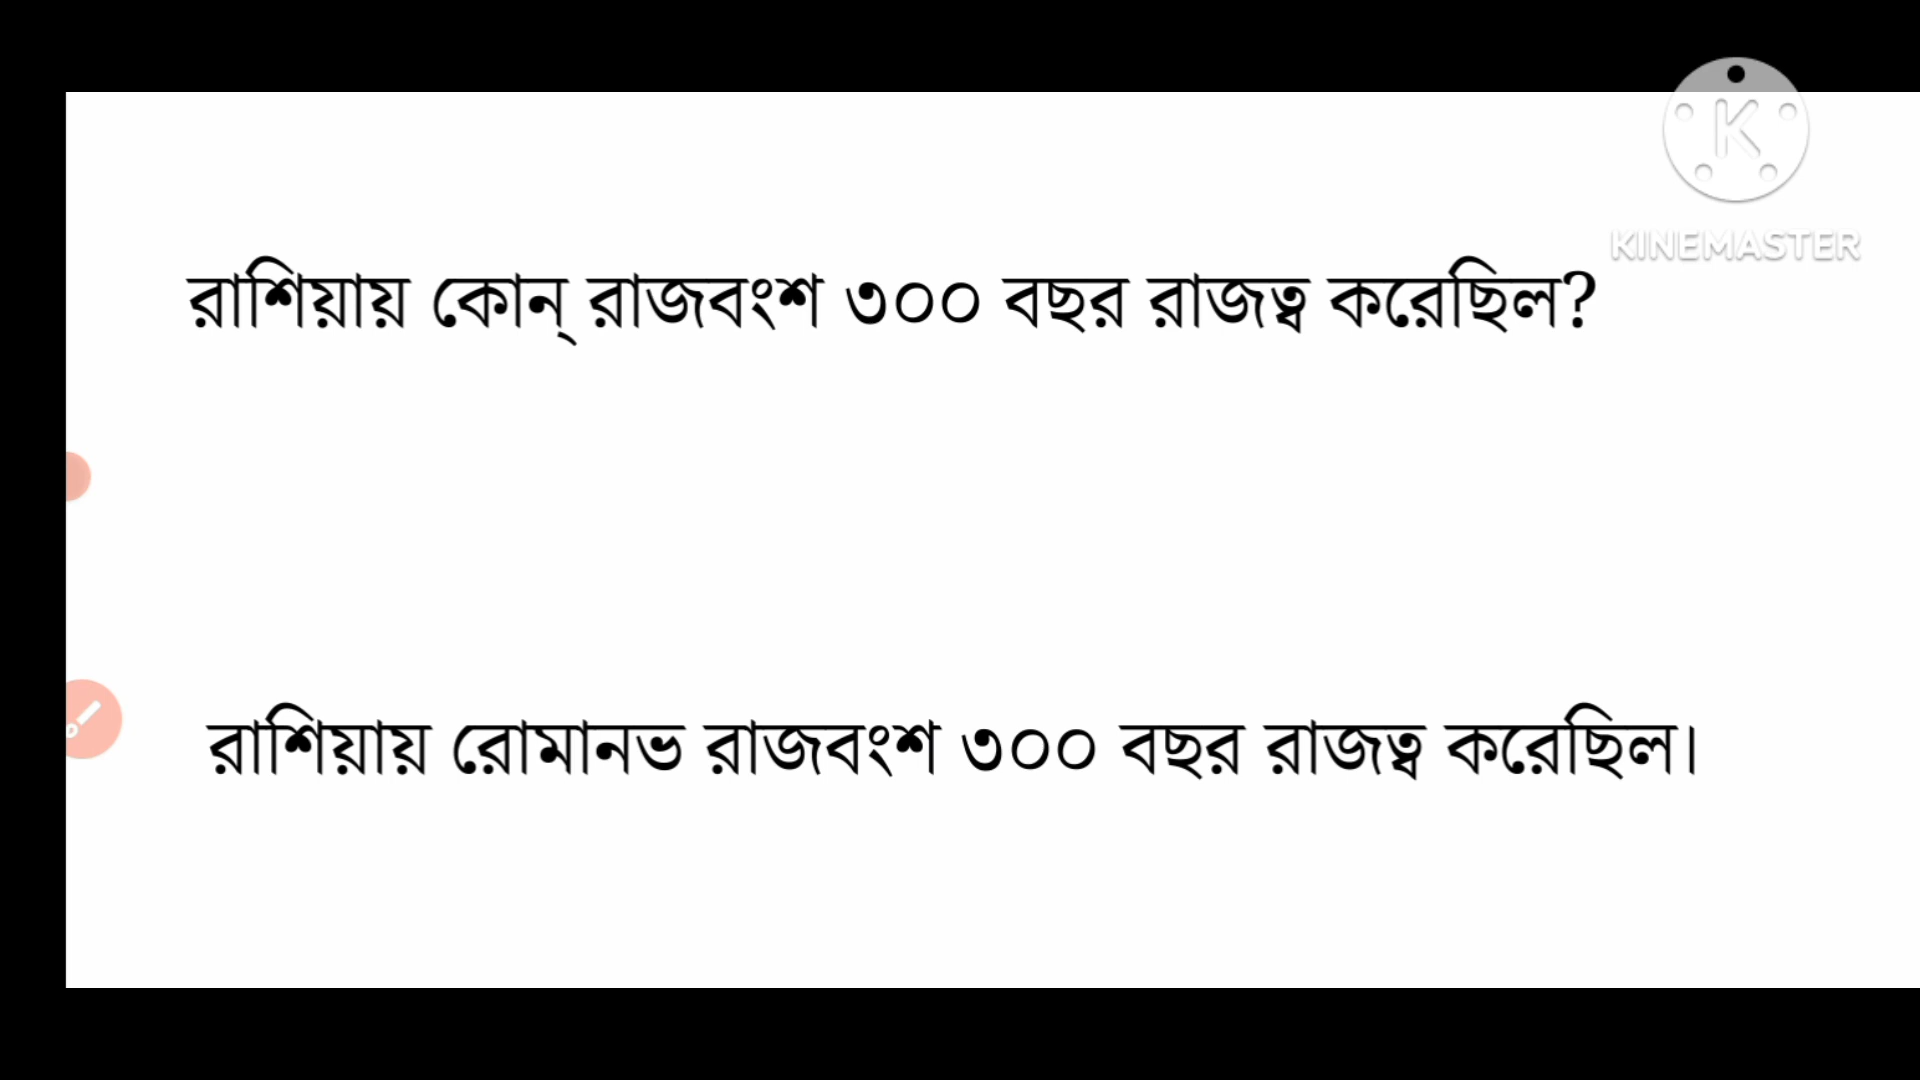 KINEMASTER
রাশিয়ায় কোন্ রাজবংশ ৩০০ বছর রাজত্ব করেছিল?
রাশিয়ায় রোমানভ রাজবংশ ৩০০ বছর রাজত্ব করেছিল।